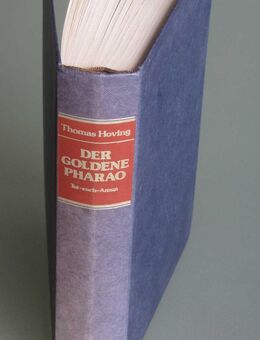 Thomas Hoving
DER
GOLDENE
PHARAO
Tut-ench-Amun